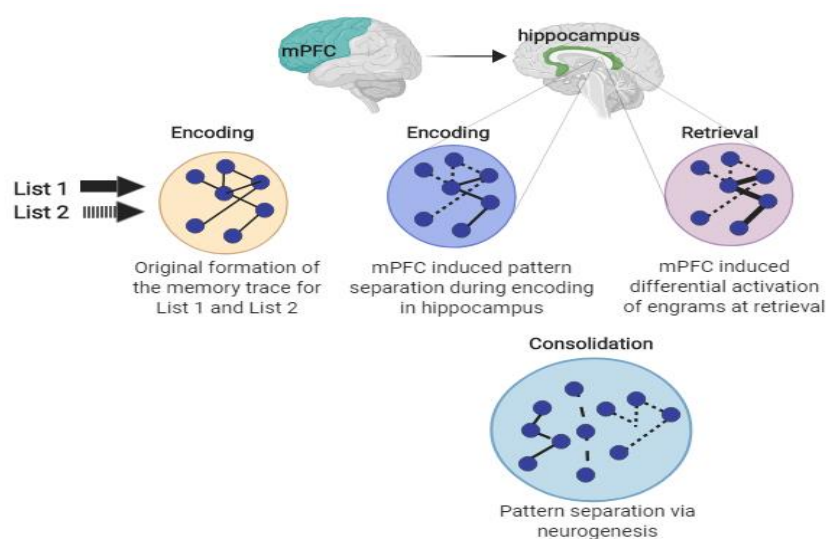 mPFC
hippocampus
Encoding
Encoding
Retrieval
List 1
List 2
Original formation of
the memory trace for
List 1 and List 2
mPFC induced pattern
separation during encoding
in hippocampus
mPFC induced
differential activation
of engrams at retrieval
Consolidation
Pattern separation via
neurogenesis